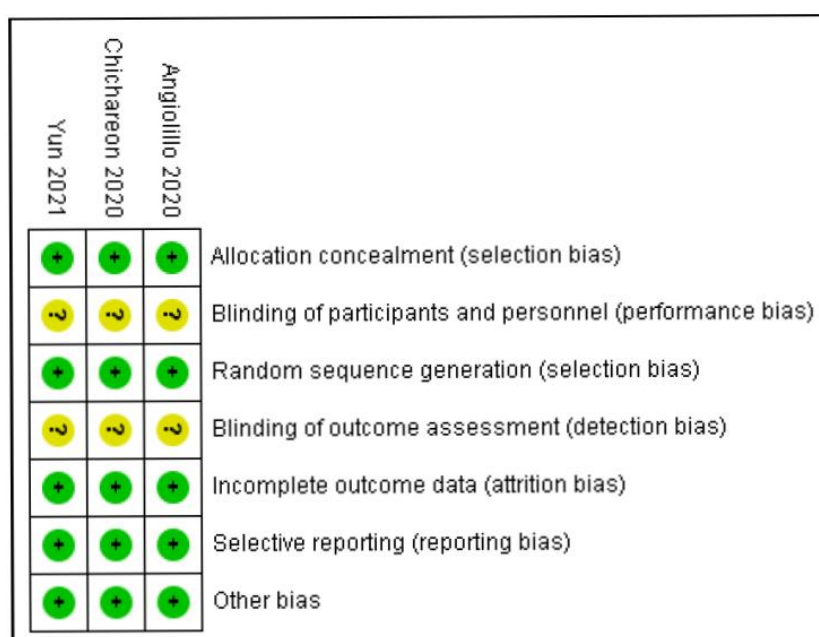 Yun 2021
Chichareon 2020
Angiolillo 2020
+ + + Allocation concealment (selection bias)
? ? ? Blinding of participants and personnel (performance bias)
+ + + Random sequence generation (selection bias)
? ? ? Blinding of outcome assessment (detection bias)
+ + + Incomplete outcome data (attrition bias)
+ + + Selective reporting (reporting bias)
+ + + Other bias